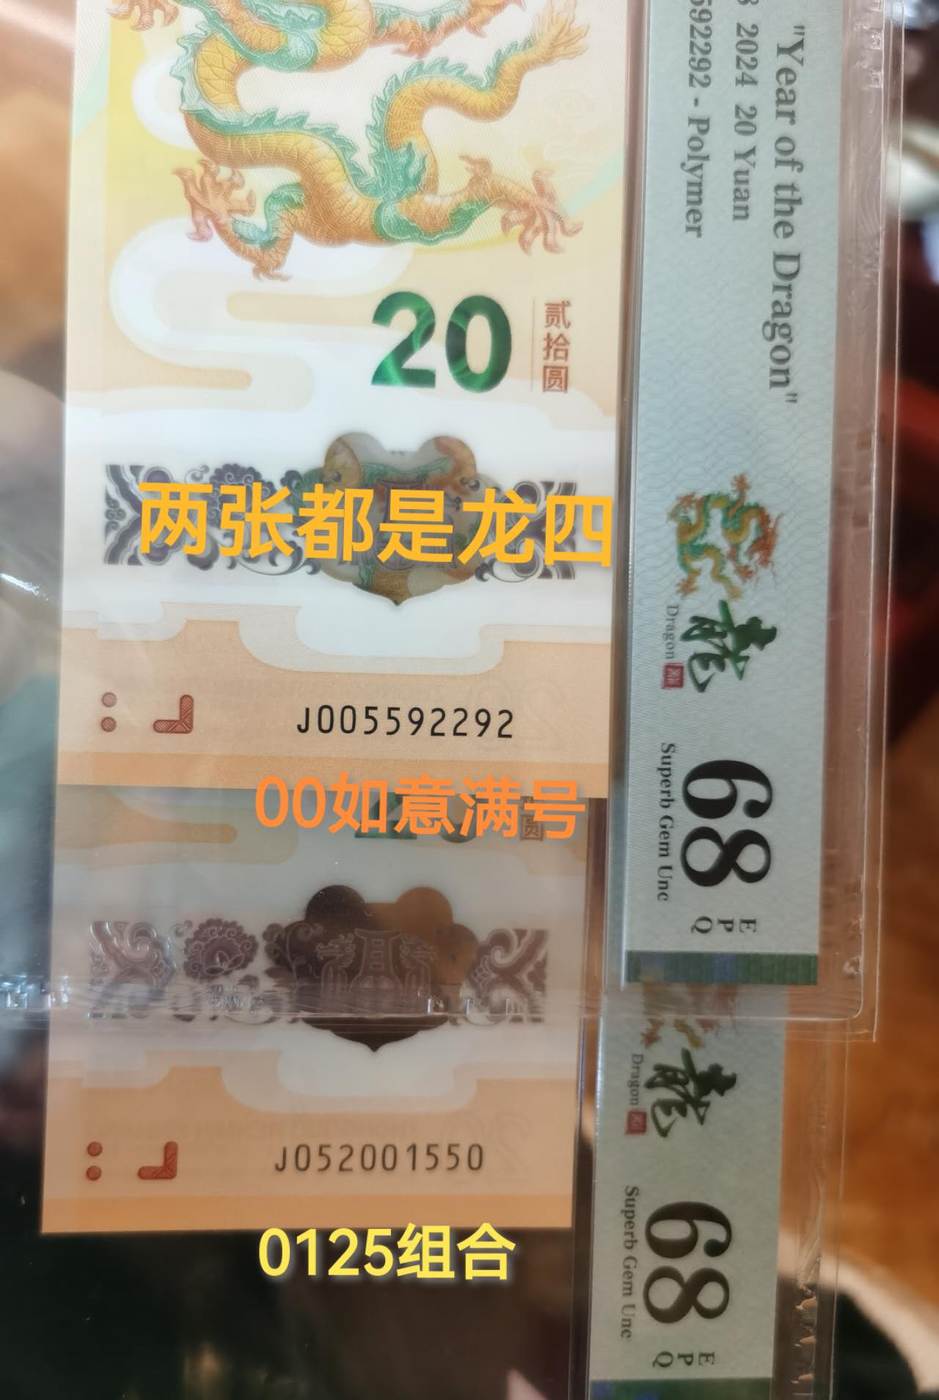 "Year of the Dragon"
2024 20 Yuan
592292 - Polymer
20
贰拾圆
两张都是龙四
龍
Dragon
J005592292
68
EPQ
Superb Gem Unc
00如意满号
圆
龍
Dragon
J052001550
68
EPQ
Superb Gem Unc
0125组合